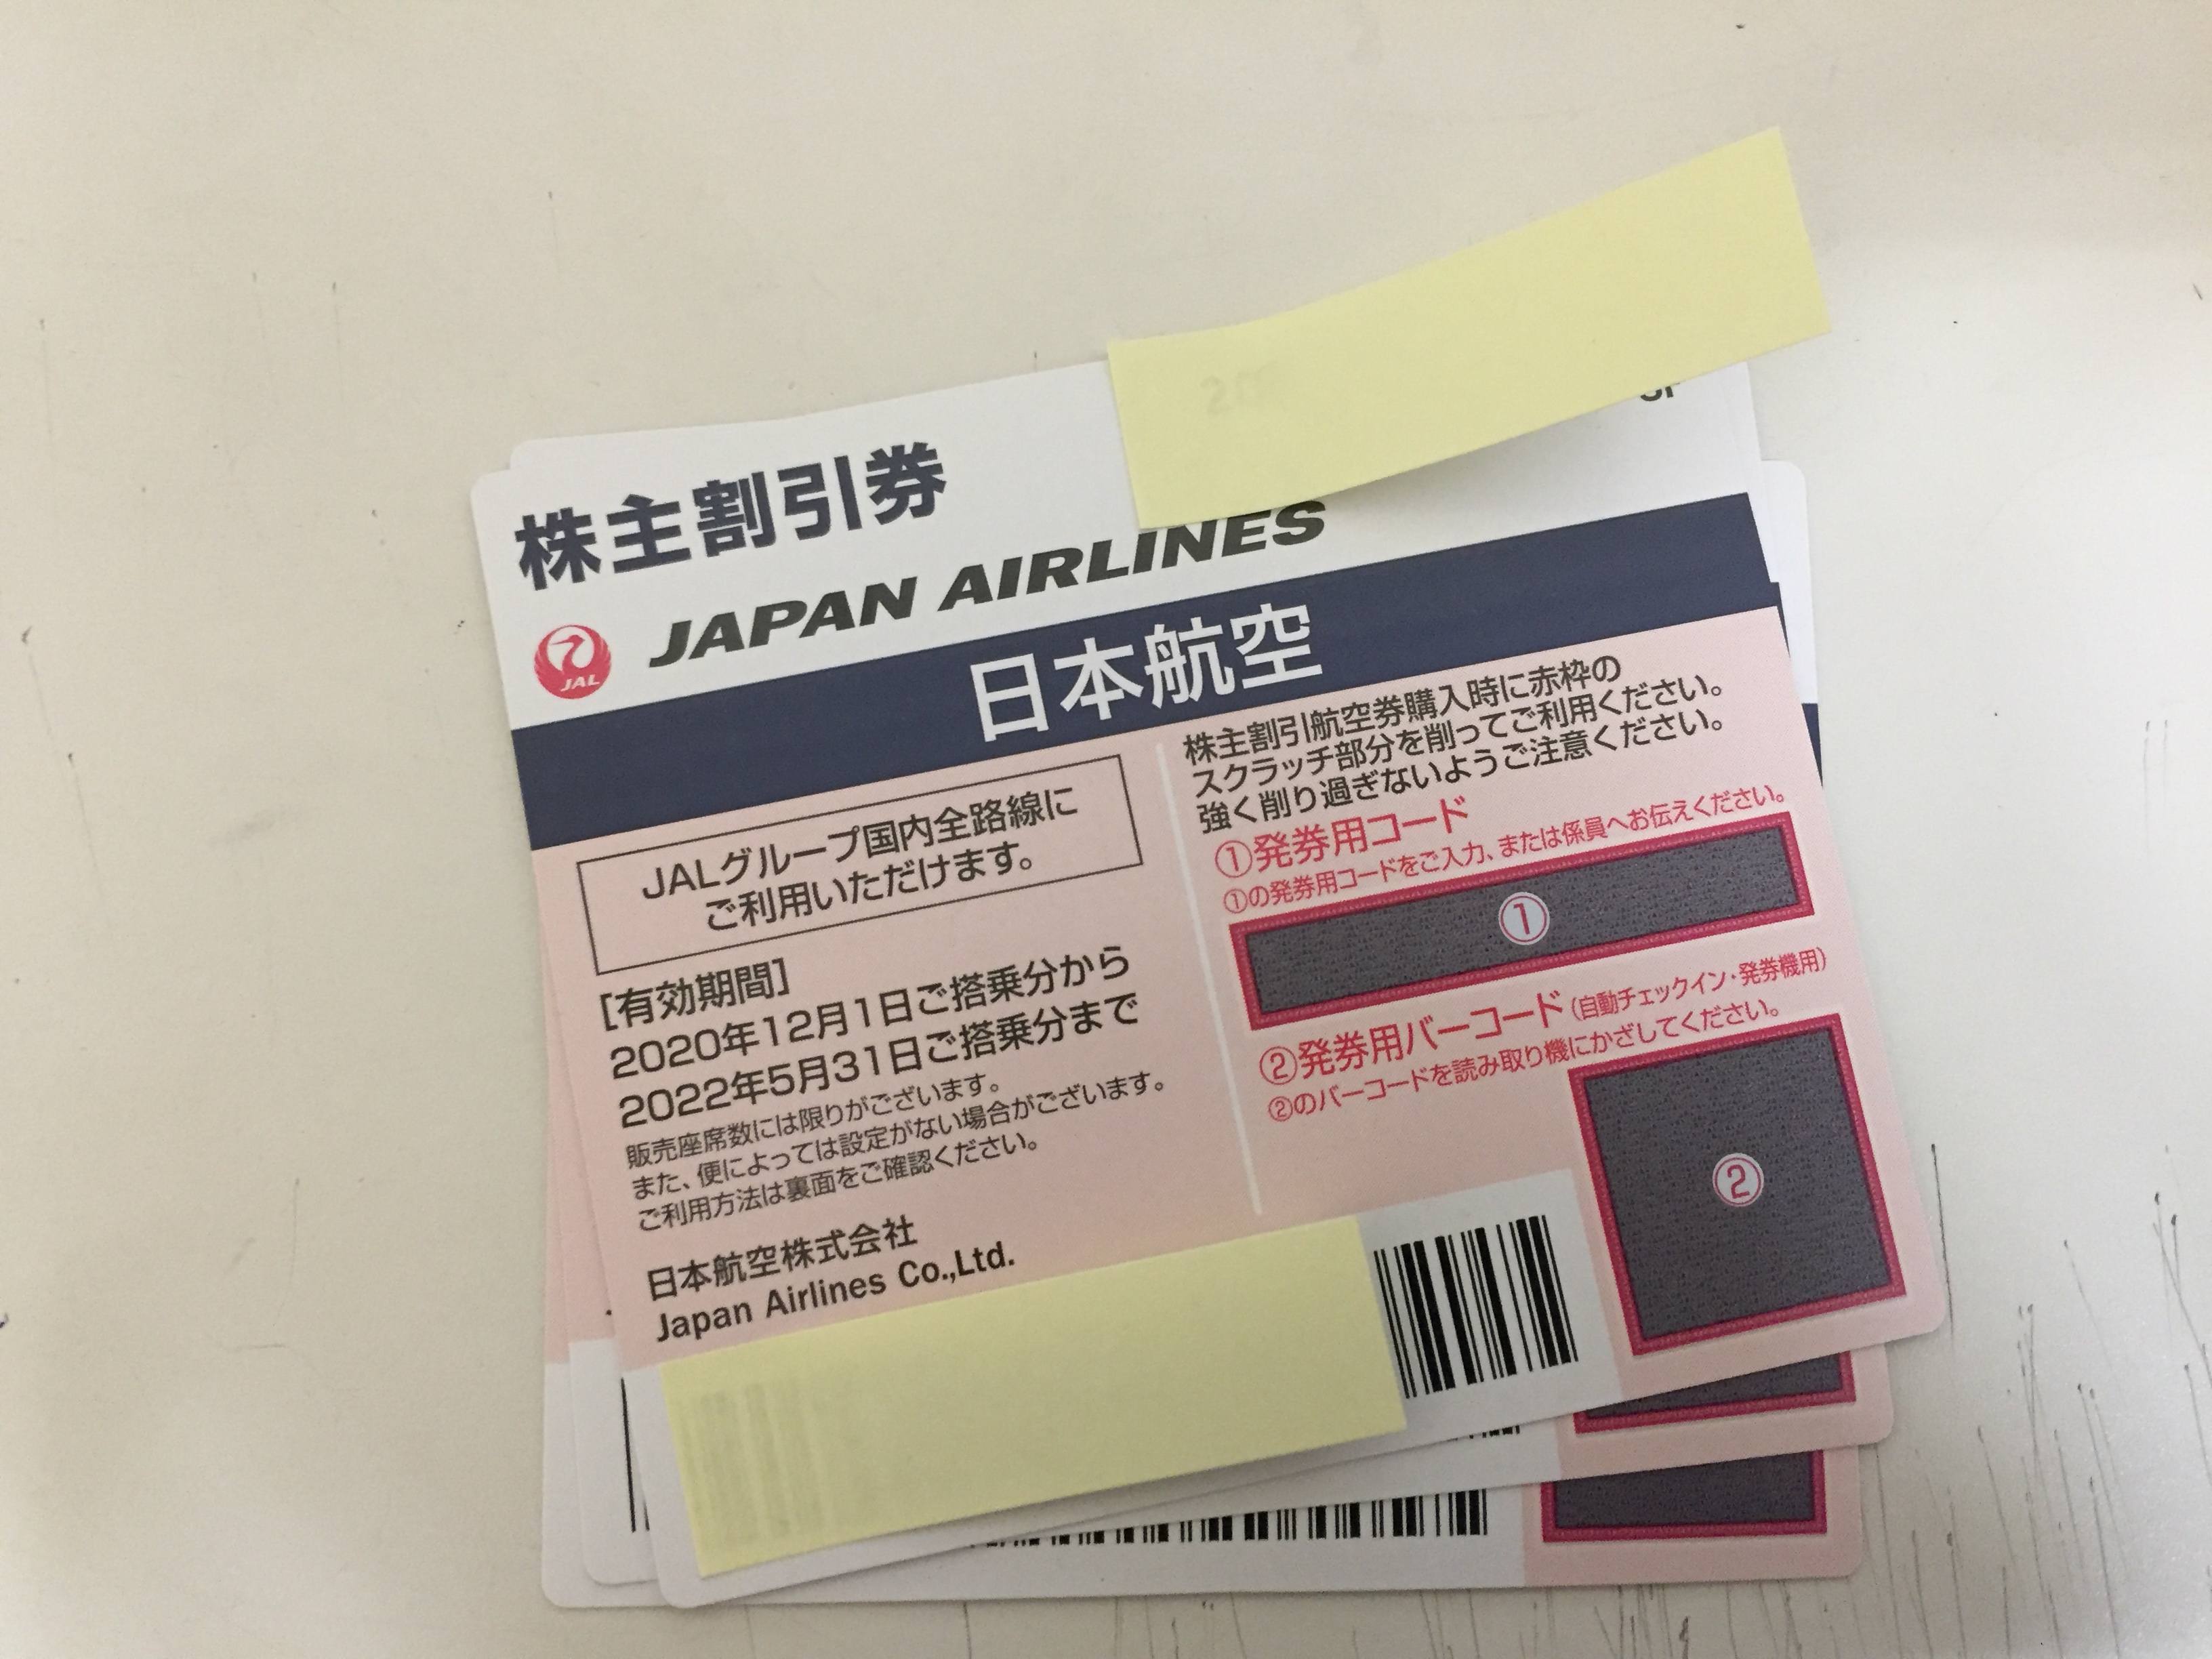 株主割引券
JAL
JAPAN AIRLINES
日本航空
JALグループ国内全路線に
ご利用いただけます。
[有効期間]
2020年12月1日ご搭乗分から
2022年5月31日ご搭乗分まで
販売座席数には限りがございます。
また、便によっては設定がない場合がございます。
ご利用方法は裏面をご確認ください。
日本航空株式会社
Japan Airlines Co.,Ltd.
株主割引航空券購入時に赤枠の
スクラッチ部分を削ってご利用ください。
強く削り過ぎないようご注意ください。
①発券用コード
①の発券用コードをご入力、または係員へお伝えください。
①
②発券用バーコード(自動チェックイン・発券機用)
②のバーコードを読み取り機にかざしてください。
②